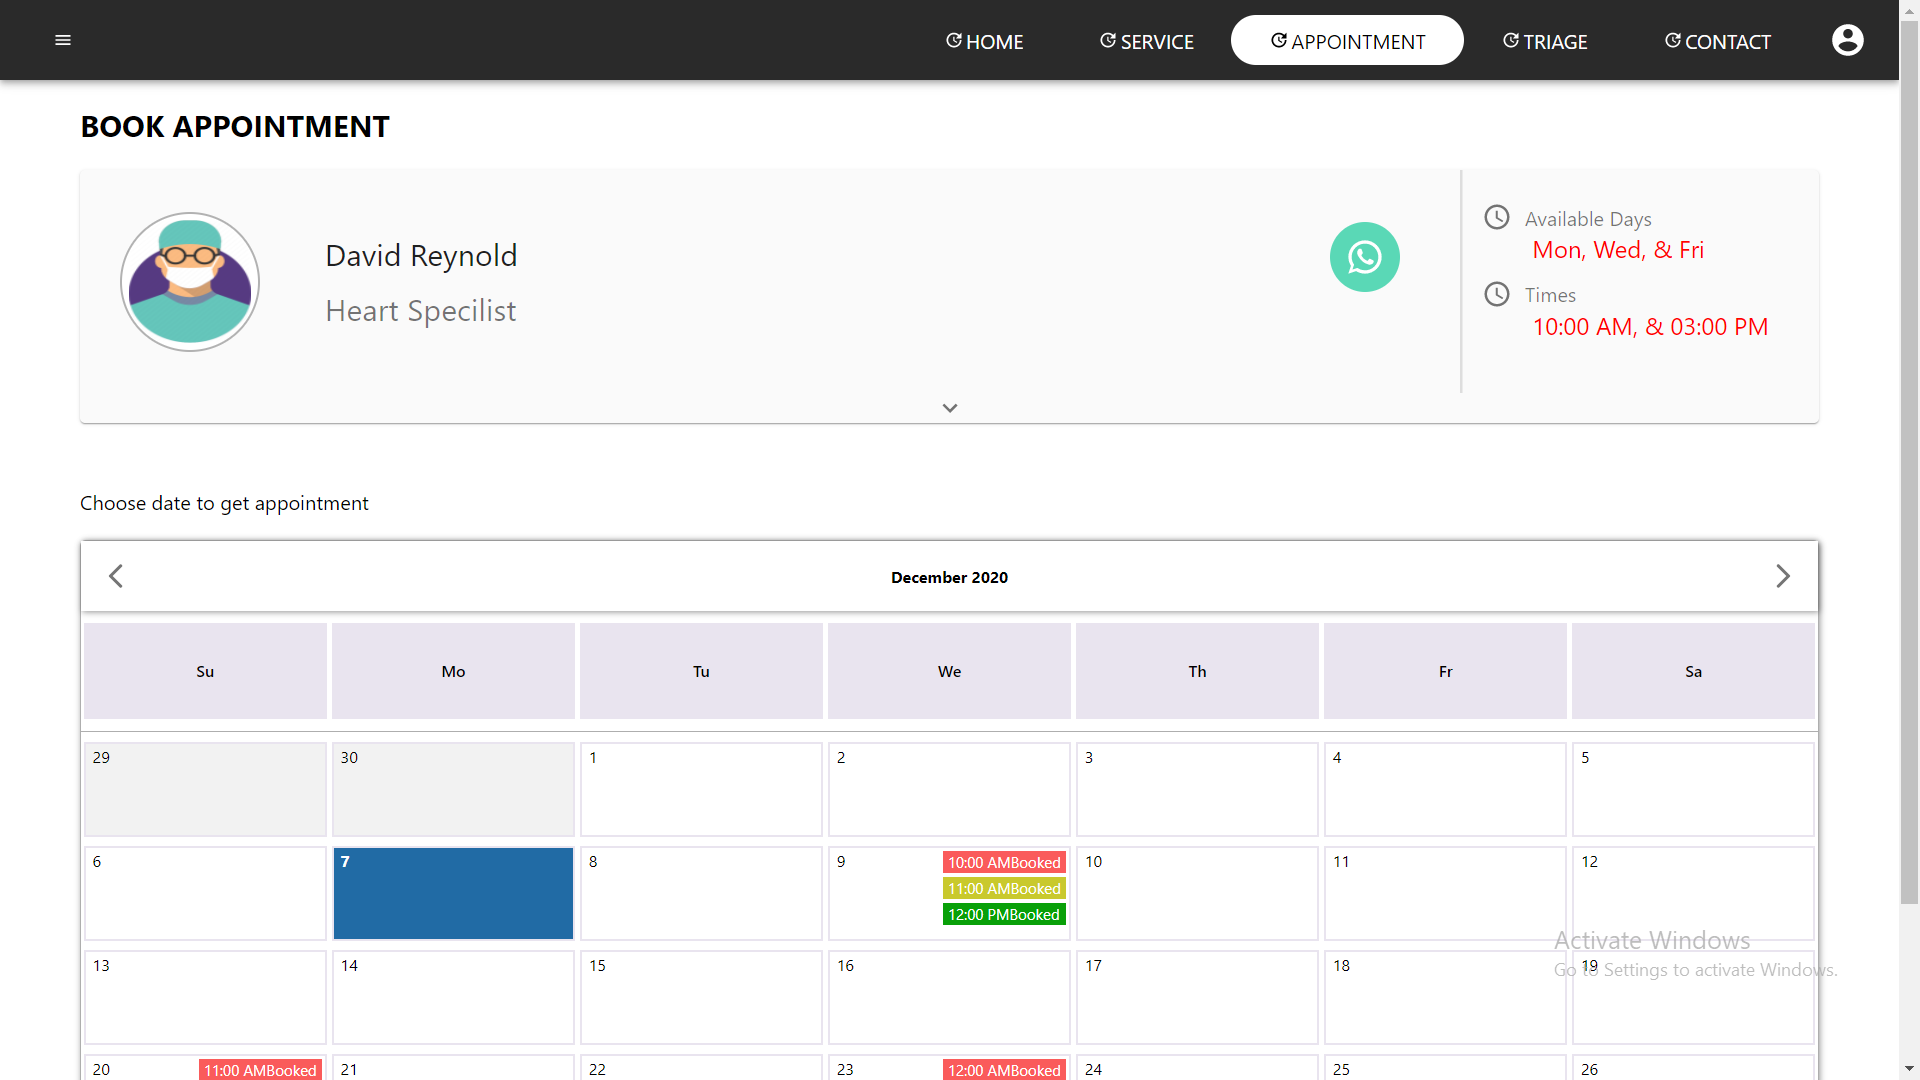 HOME SERVICE APPOINTMENT TRIAGE CONTACT
BOOK APPOINTMENT
David Reynold
Heart Specilist
Available Days
Mon, Wed, & Fri
Times
10:00 AM, & 03:00 PM
Choose date to get appointment
December 2020
Su Mo Tu We Th Fr Sa
29 30 1 2 3 4 5
6 7 8 9 10 11 12
10:00 AMBooked
11:00 AMBooked
12:00 PMBooked
Activate Windows
Go to Settings to activate Windows.
13 14 15 16 17 18 19
20 11:00 AMBooked 21 22 23 12:00 AMBooked 24 25 26